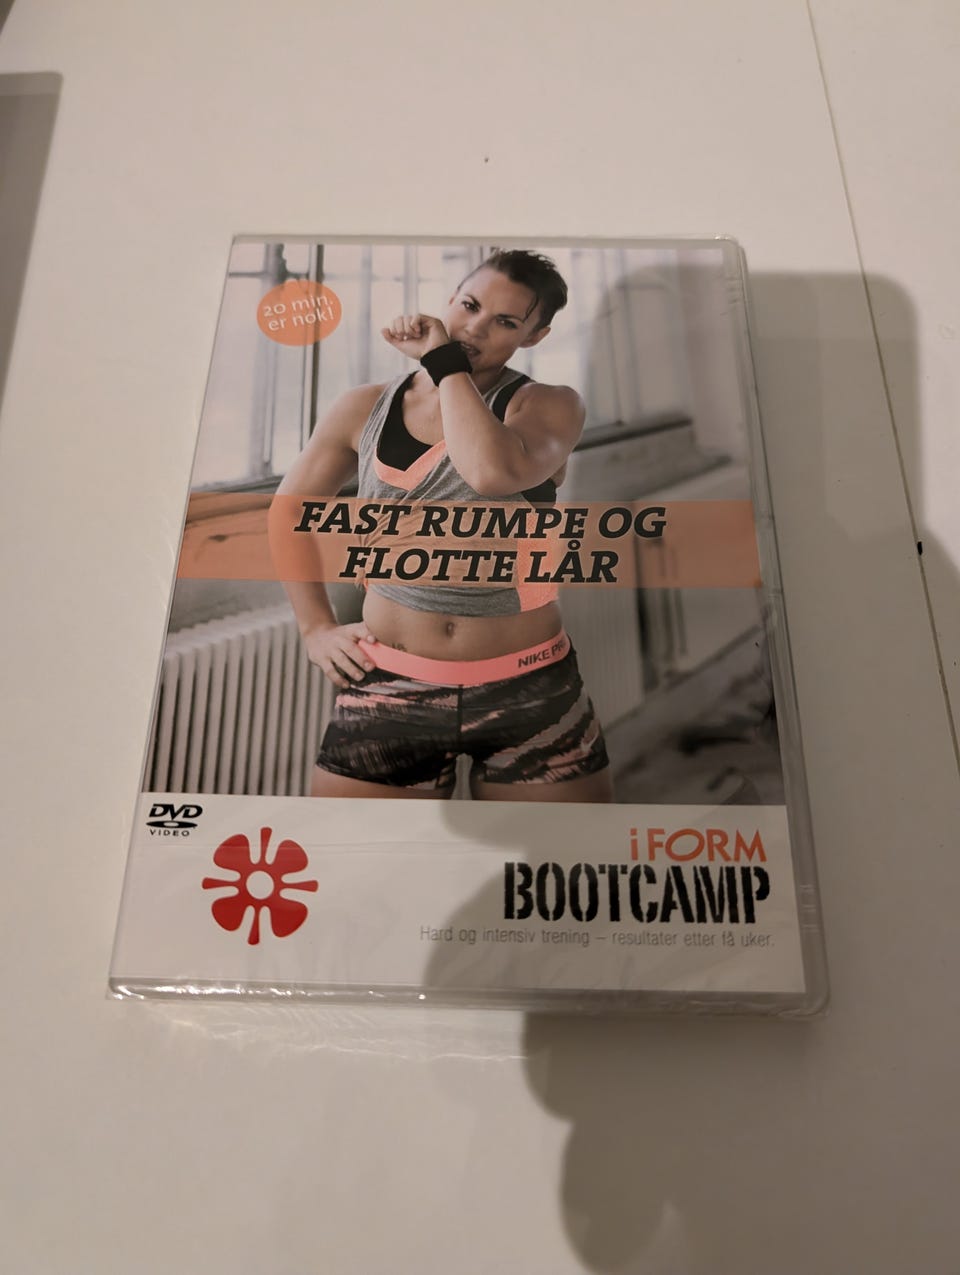 20 min.
er nok!
FAST RUMPE OG
FLOTTE LÅR
NIKE PRO
DVD
VIDEO
iFORM
BOOTCAMP
Hard og intensiv trening – resultater etter få uker.